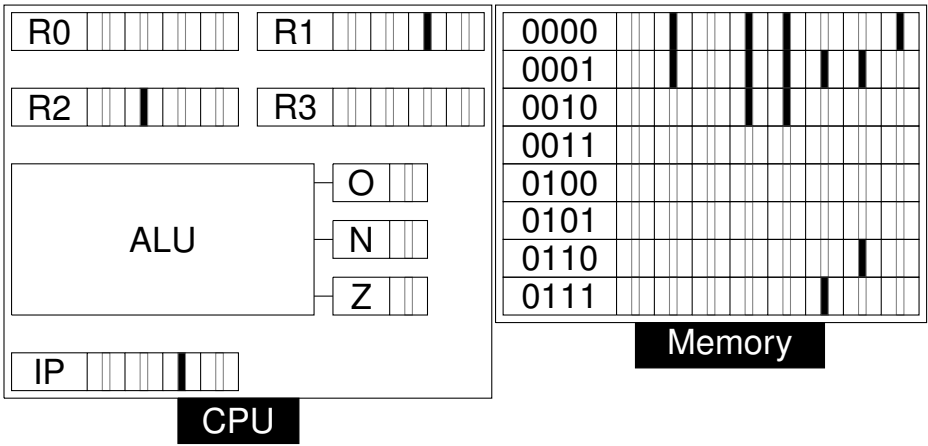 R0
R1
R2
R3
ALU
O
N
Z
IP
CPU
0000
0001
0010
0011
0100
0101
0110
0111
Memory